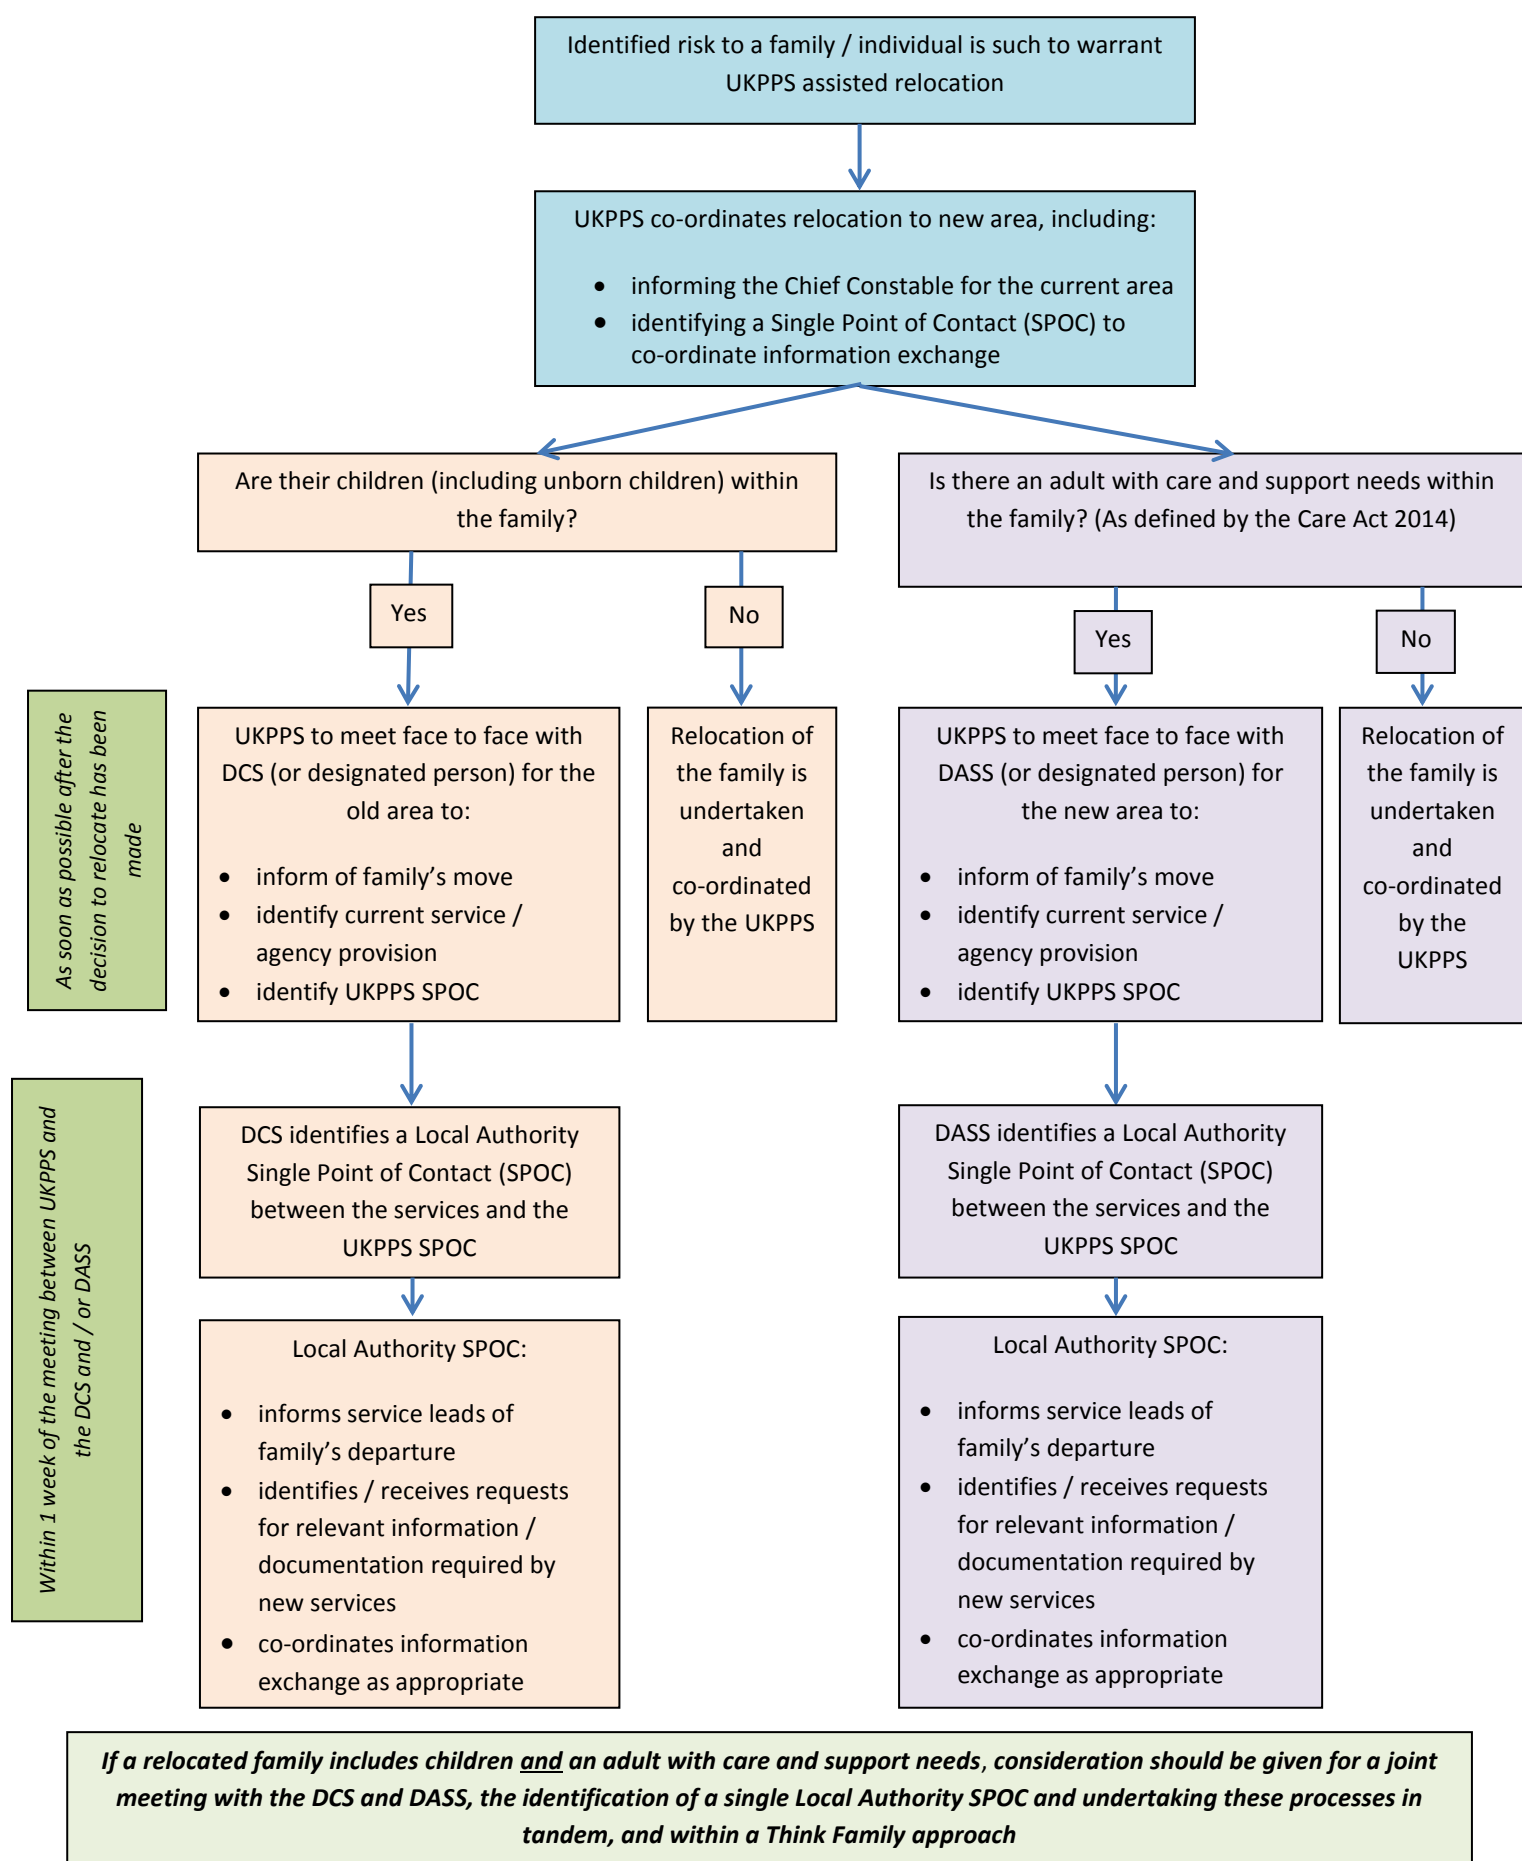 Identified risk to a family / individual is such to warrant
UKPPS assisted relocation
UKPPS co-ordinates relocation to new area, including:
• informing the Chief Constable for the current area
• identifying a Single Point of Contact (SPOC) to
co-ordinate information exchange
Are their children (including unborn children) within
the family?
Is there an adult with care and support needs within
the family? (As defined by the Care Act 2014)
Yes
No
Yes
No
As soon as possible after the
decision to relocate has been
made
UKPPS to meet face to face with
DCS (or designated person) for the
old area to:
• inform of family’s move
• identify current service /
agency provision
• identify UKPPS SPOC
Relocation of
the family is
undertaken
and
co-ordinated
by the UKPPS
UKPPS to meet face to face with
DASS (or designated person) for
the new area to:
• inform of family’s move
• identify current service /
agency provision
• identify UKPPS SPOC
Relocation of
the family is
undertaken
and
co-ordinated
by the
UKPPS
Within 1 week of the meeting between UKPPS and
the DCS and / or DASS
DCS identifies a Local Authority
Single Point of Contact (SPOC)
between the services and the
UKPPS SPOC
DASS identifies a Local Authority
Single Point of Contact (SPOC)
between the services and the
UKPPS SPOC
Local Authority SPOC:
• informs service leads of
family’s departure
• identifies / receives requests
for relevant information /
documentation required by
new services
• co-ordinates information
exchange as appropriate
Local Authority SPOC:
• informs service leads of
family’s departure
• identifies / receives requests
for relevant information /
documentation required by
new services
• co-ordinates information
exchange as appropriate
If a relocated family includes children and an adult with care and support needs, consideration should be given for a joint
meeting with the DCS and DASS, the identification of a single Local Authority SPOC and undertaking these processes in
tandem, and within a Think Family approach